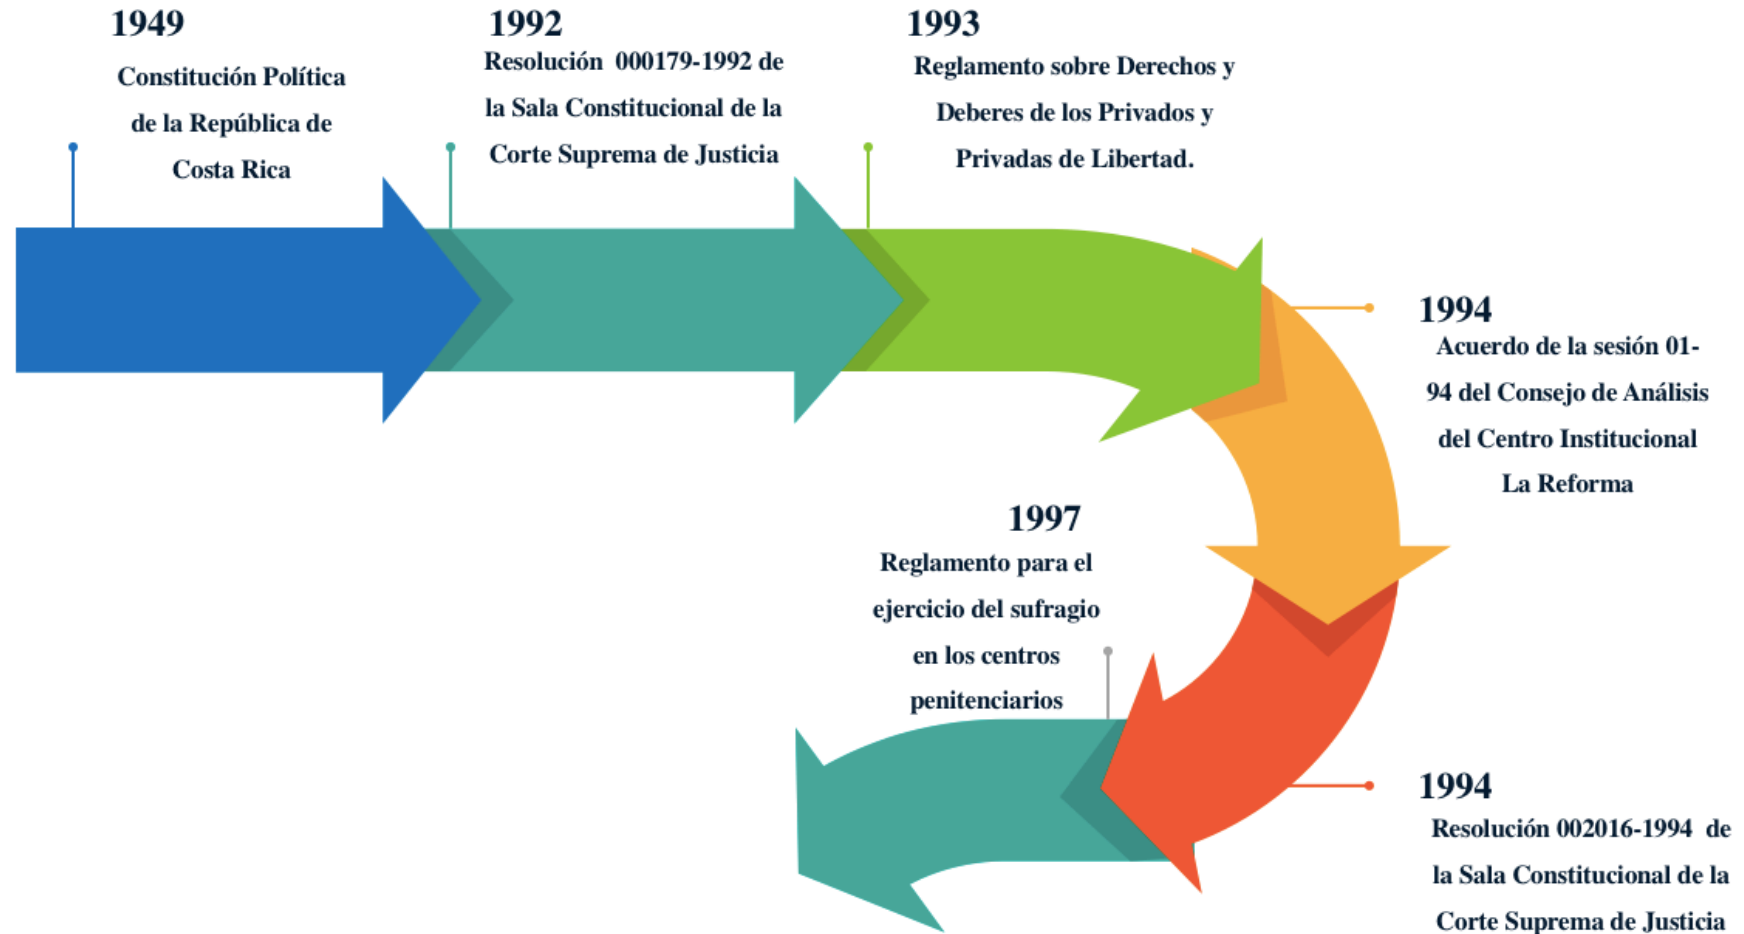 1949
Constitución Política
de la República de
Costa Rica
1992
Resolución 000179-1992 de
la Sala Constitucional de la
Corte Suprema de Justicia
1993
Reglamento sobre Derechos y
Deberes de los Privados y
Privadas de Libertad.
1994
Acuerdo de la sesión 01-
94 del Consejo de Análisis
del Centro Institucional
La Reforma
1994
Resolución 002016-1994 de
la Sala Constitucional de la
Corte Suprema de Justicia
1997
Reglamento para el
ejercicio del sufragio
en los centros
penitenciarios